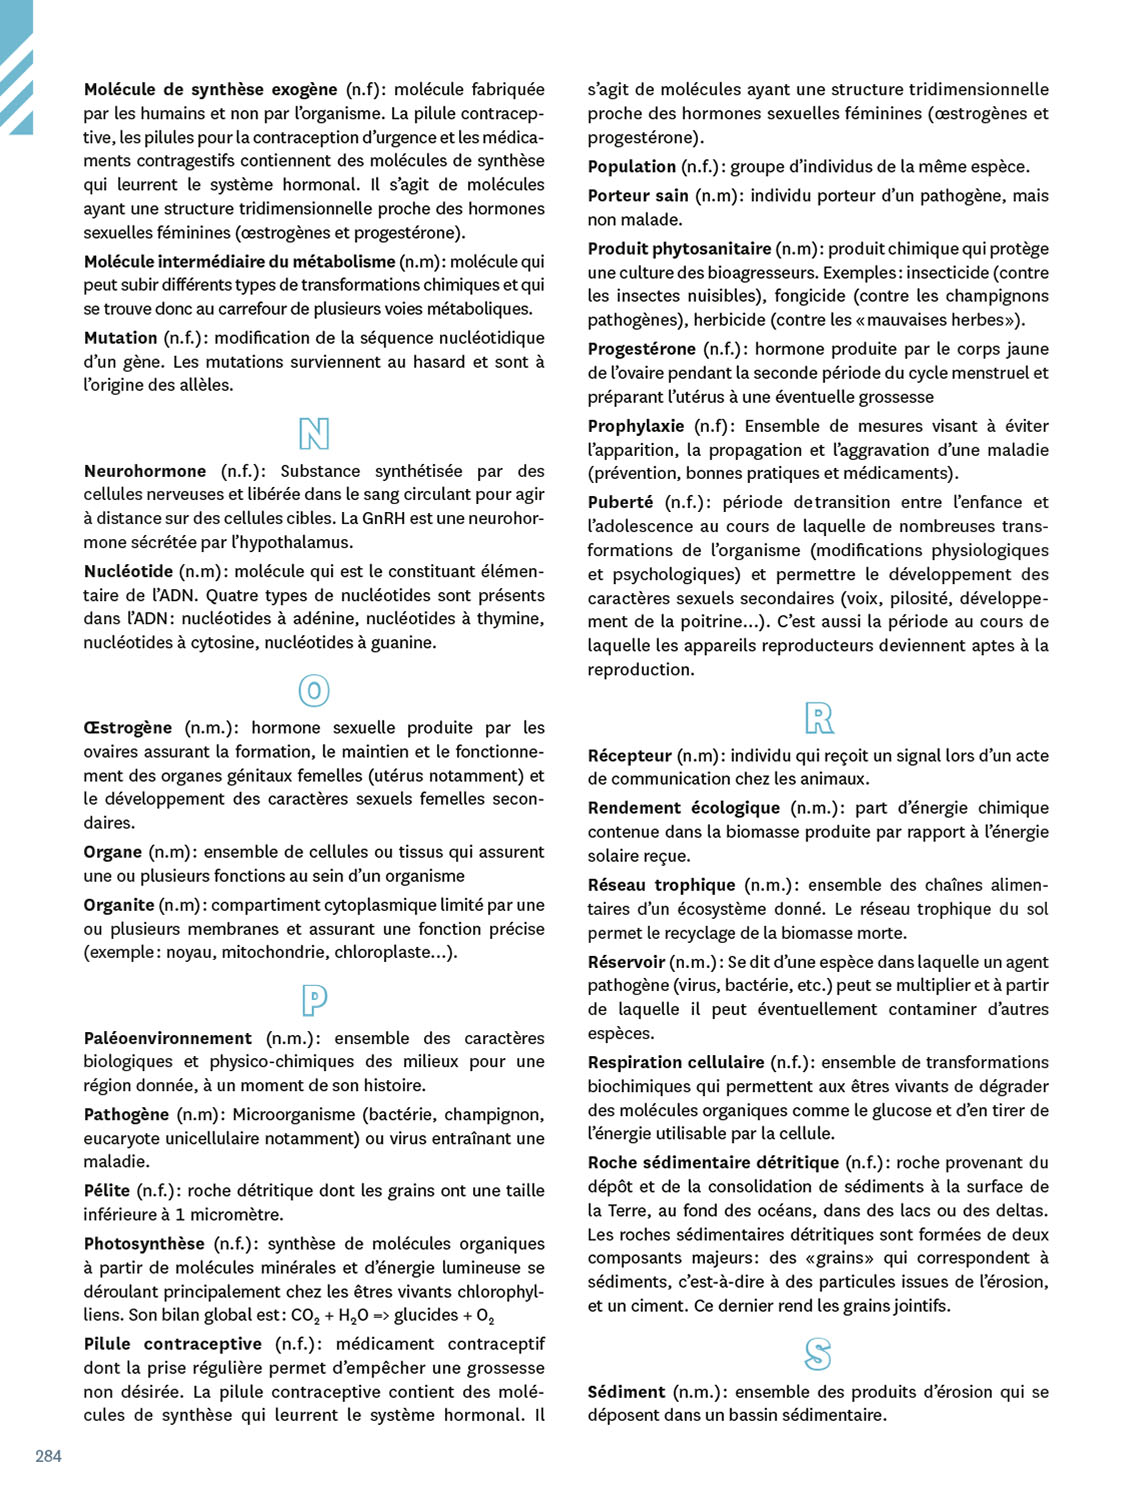 Molécule de synthèse exogène (n.f) : molécule fabriquée
par les humains et non par l’organisme. La pilule contracep-
tive, les pilules pour la contraception d’urgence et les médica-
ments contragestifs contiennent des molécules de synthèse
qui leurrent le système hormonal. Il s’agit de molécules
ayant une structure tridimensionnelle proche des hormones
sexuelles féminines (œstrogènes et progestérone).
Molécule intermédiaire du métabolisme (n.m) : molécule qui
peut subir différents types de transformations chimiques et qui
se trouve donc au carrefour de plusieurs voies métaboliques.
Mutation (n.f.) : modification de la séquence nucléotidique
d’un gène. Les mutations surviennent au hasard et sont à
l’origine des allèles.
N
Neurohormone (n.f.) : Substance synthétisée par des
cellules nerveuses et libérée dans le sang circulant pour agir
à distance sur des cellules cibles. La GnRH est une neurohor-
mone sécrétée par l’hypothalamus.
Nucléotide (n.m) : molécule qui est le constituant élémen-
taire de l’ADN. Quatre types de nucléotides sont présents
dans l’ADN : nucléotides à adénine, nucléotides à thymine,
nucléotides à cytosine, nucléotides à guanine.
O
Œstrogène (n.m.) : hormone sexuelle produite par les
ovaires assurant la formation, le maintien et le fonctionne-
ment des organes génitaux femelles (utérus notamment) et
le développement des caractères sexuels femelles secon-
daires.
Organe (n.m) : ensemble de cellules ou tissus qui assurent
une ou plusieurs fonctions au sein d’un organisme
Organite (n.m) : compartiment cytoplasmique limité par une
ou plusieurs membranes et assurant une fonction précise
(exemple : noyau, mitochondrie, chloroplaste…).
P
Paléoenvironnement (n.m.) : ensemble des caractères
biologiques et physico-chimiques des milieux pour une
région donnée, à un moment de son histoire.
Pathogène (n.m) : Microorganisme (bactérie, champignon,
eucaryote unicellulaire notamment) ou virus entraînant une
maladie.
Pélite (n.f.) : roche détritique dont les grains ont une taille
inférieure à 1 micromètre.
Photosynthèse (n.f.) : synthèse de molécules organiques
à partir de molécules minérales et d’énergie lumineuse se
déroulant principalement chez les êtres vivants chlorophyl-
liens. Son bilan global est : CO₂ + H₂O => glucides + O₂
Pilule contraceptive (n.f.) : médicament contraceptif
dont la prise régulière permet d’empêcher une grossesse
non désirée. La pilule contraceptive contient des molé-
cules de synthèse qui leurrent le système hormonal. Il
s’agit de molécules ayant une structure tridimensionnelle
proche des hormones sexuelles féminines (œstrogènes et
progestérone).
Population (n.f.) : groupe d’individus de la même espèce.
Porteur sain (n.m) : individu porteur d’un pathogène, mais
non malade.
Produit phytosanitaire (n.m) : produit chimique qui protège
une culture des bioagresseurs. Exemples : insecticide (contre
les insectes nuisibles), fongicide (contre les champignons
pathogènes), herbicide (contre les « mauvaises herbes »).
Progestérone (n.f.) : hormone produite par le corps jaune
de l’ovaire pendant la seconde période du cycle menstruel et
préparant l’utérus à une éventuelle grossesse
Prophylaxie (n.f) : Ensemble de mesures visant à éviter
l’apparition, la propagation et l’aggravation d’une maladie
(prévention, bonnes pratiques et médicaments).
Puberté (n.f.) : période detransition entre l’enfance et
l’adolescence au cours de laquelle de nombreuses trans-
formations de l’organisme (modifications physiologiques
et psychologiques) et permettre le développement des
caractères sexuels secondaires (voix, pilosité, développe-
ment de la poitrine…). C’est aussi la période au cours de
laquelle les appareils reproducteurs deviennent aptes à la
reproduction.
R
Récepteur (n.m) : individu qui reçoit un signal lors d’un acte
de communication chez les animaux.
Rendement écologique (n.m.) : part d’énergie chimique
contenue dans la biomasse produite par rapport à l’énergie
solaire reçue.
Réseau trophique (n.m.) : ensemble des chaînes alimen-
taires d’un écosystème donné. Le réseau trophique du sol
permet le recyclage de la biomasse morte.
Réservoir (n.m.) : Se dit d’une espèce dans laquelle un agent
pathogène (virus, bactérie, etc.) peut se multiplier et à partir
de laquelle il peut éventuellement contaminer d’autres
espèces.
Respiration cellulaire (n.f.) : ensemble de transformations
biochimiques qui permettent aux êtres vivants de dégrader
des molécules organiques comme le glucose et d’en tirer de
l’énergie utilisable par la cellule.
Roche sédimentaire détritique (n.f.) : roche provenant du
dépôt et de la consolidation de sédiments à la surface de
la Terre, au fond des océans, dans des lacs ou des deltas.
Les roches sédimentaires détritiques sont formées de deux
composants majeurs : des « grains » qui correspondent à
sédiments, c’est-à-dire à des particules issues de l’érosion,
et un ciment. Ce dernier rend les grains jointifs.
S
Sédiment (n.m.) : ensemble des produits d’érosion qui se
déposent dans un bassin sédimentaire.
284